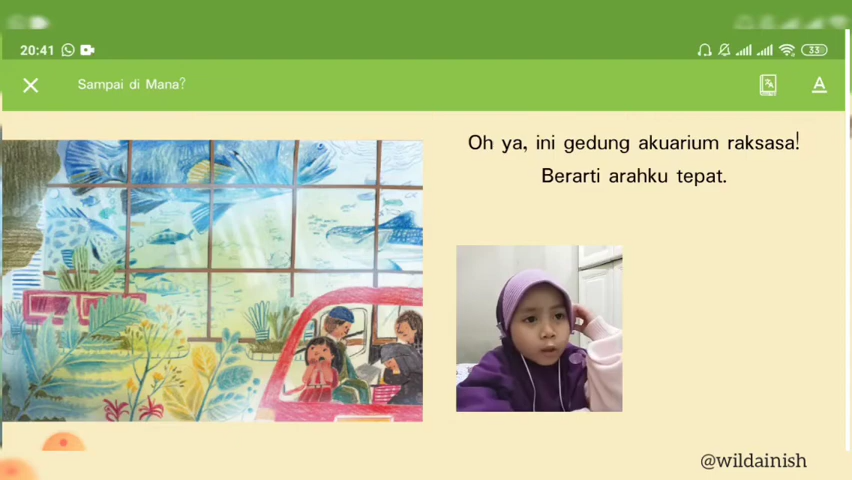 20:41
33
Sampai di Mana?
A
Oh ya, ini gedung akuarium raksasa!
Berarti arahku tepat.
@wildainish